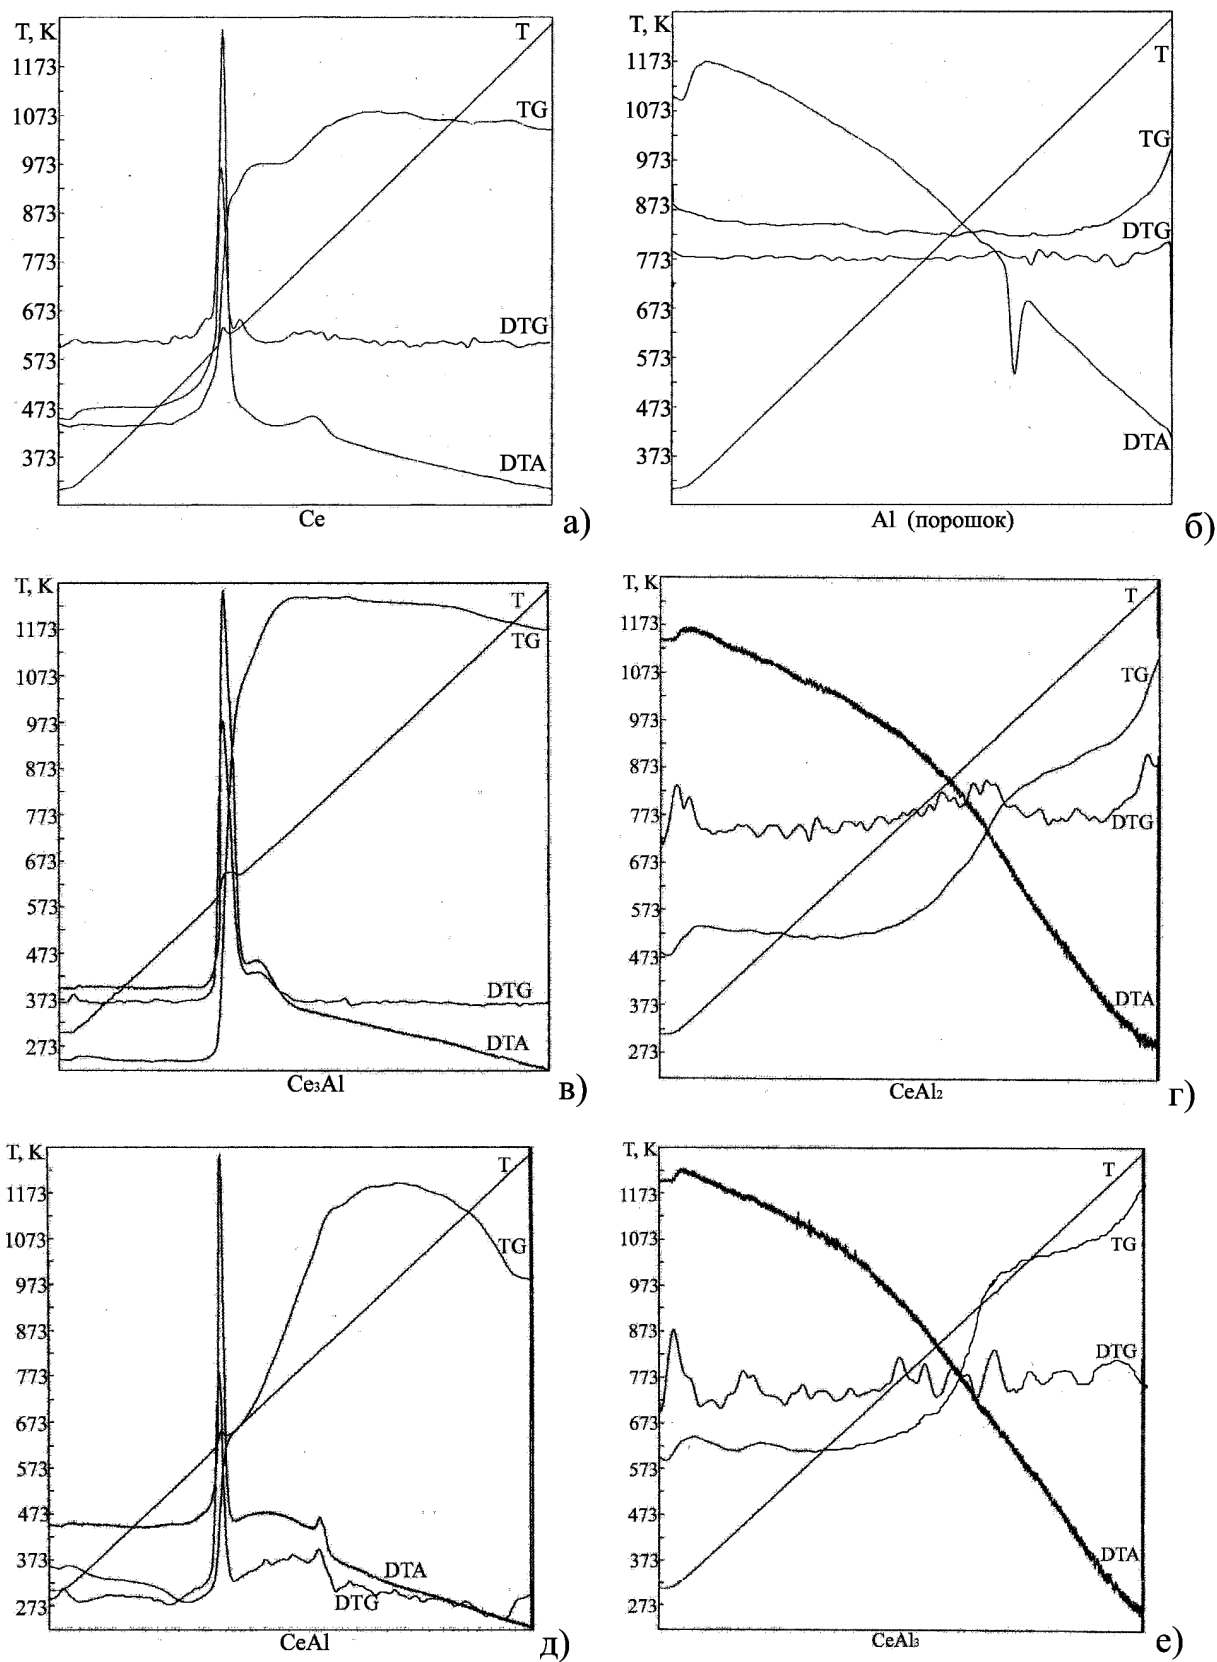 T, K
1173
1073
973
873
773
673
573
473
373
T
TG
DTG
DTA
Ce
а)
T, K
1173
1073
973
873
773
673
573
473
373
T
TG
DTG
DTA
Al (порошок)
б)
T, K
1173
1073
973
873
773
673
573
473
373
273
T
TG
DTG
DTA
Ce₃Al
в)
T, K
1173
1073
973
873
773
673
573
473
373
273
T
TG
DTG
DTA
CeAl₂
г)
T, K
1173
1073
973
873
773
673
573
473
373
273
T
TG
DTA
DTG
CeAl
д)
T, K
1173
1073
973
873
773
673
573
473
373
273
T
TG
DTG
DTA
CeAl₃
е)